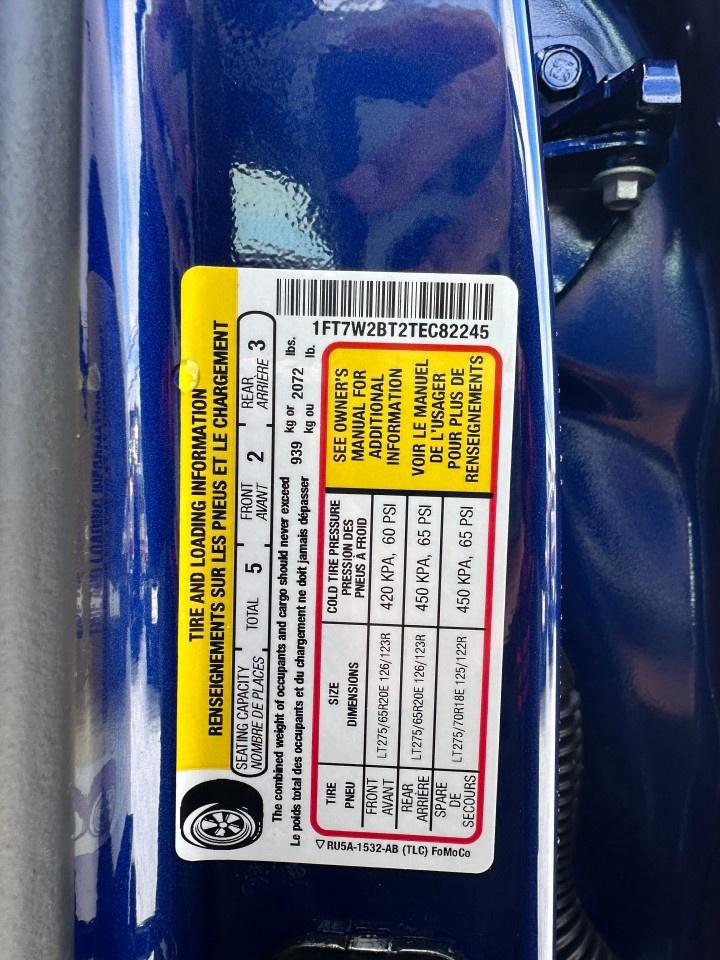 TIRE AND LOADING INFORMATION
RENSEIGNEMENTS SUR LES PNEUS ET LE CHARGEMENT
SEATING CAPACITY TOTAL 5 FRONT 2 REAR 3
NOMBRE DE PLACES AVANT ARRIÈRE
The combined weight of occupants and cargo should never exceed 939 kg or 2072 lbs.
Le poids total des occupants et du chargement ne doit jamais dépasser kg ou lb.
1FT7W2BT2TEC82245
TIRE SIZE COLD TIRE PRESSURE
PNEU DIMENSIONS PRESSION DES
PNEUS À FROID
FRONT LT275/65R20E 126/123R 420 KPA, 60 PSI
AVANT
REAR LT275/65R20E 126/123R 450 KPA, 65 PSI
ARRIÈRE
SPARE LT275/70R18E 125/122R 450 KPA, 65 PSI
DE
SECOURS
SEE OWNER'S
MANUAL FOR
ADDITIONAL
INFORMATION
VOIR LE MANUEL
DE L'USAGER
POUR PLUS DE
RENSEIGNEMENTS
RU5A-1532-AB (TLC) FoMoCo